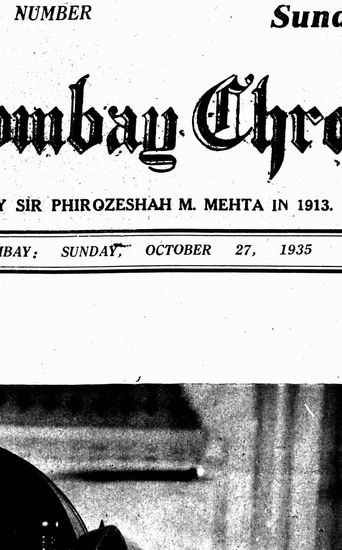 NUMBER Sund
ombay Chro
Y SIR PHIROZESHAH M. MEHTA IN 1913.
MBAY: SUNDAY, OCTOBER 27, 1935